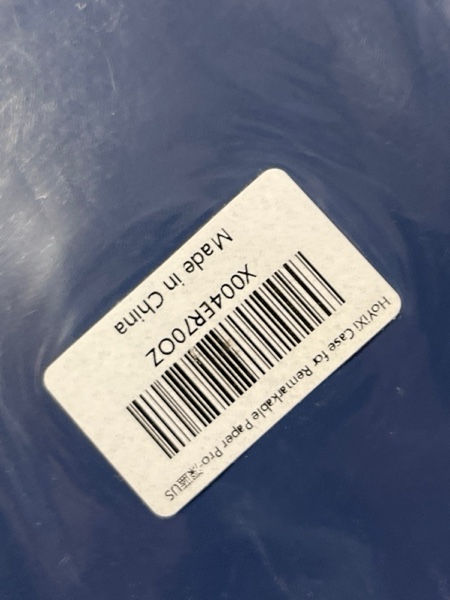 HoYiXi Case for Remarkable Paper Pro-
X004ER70OZ
Made in China